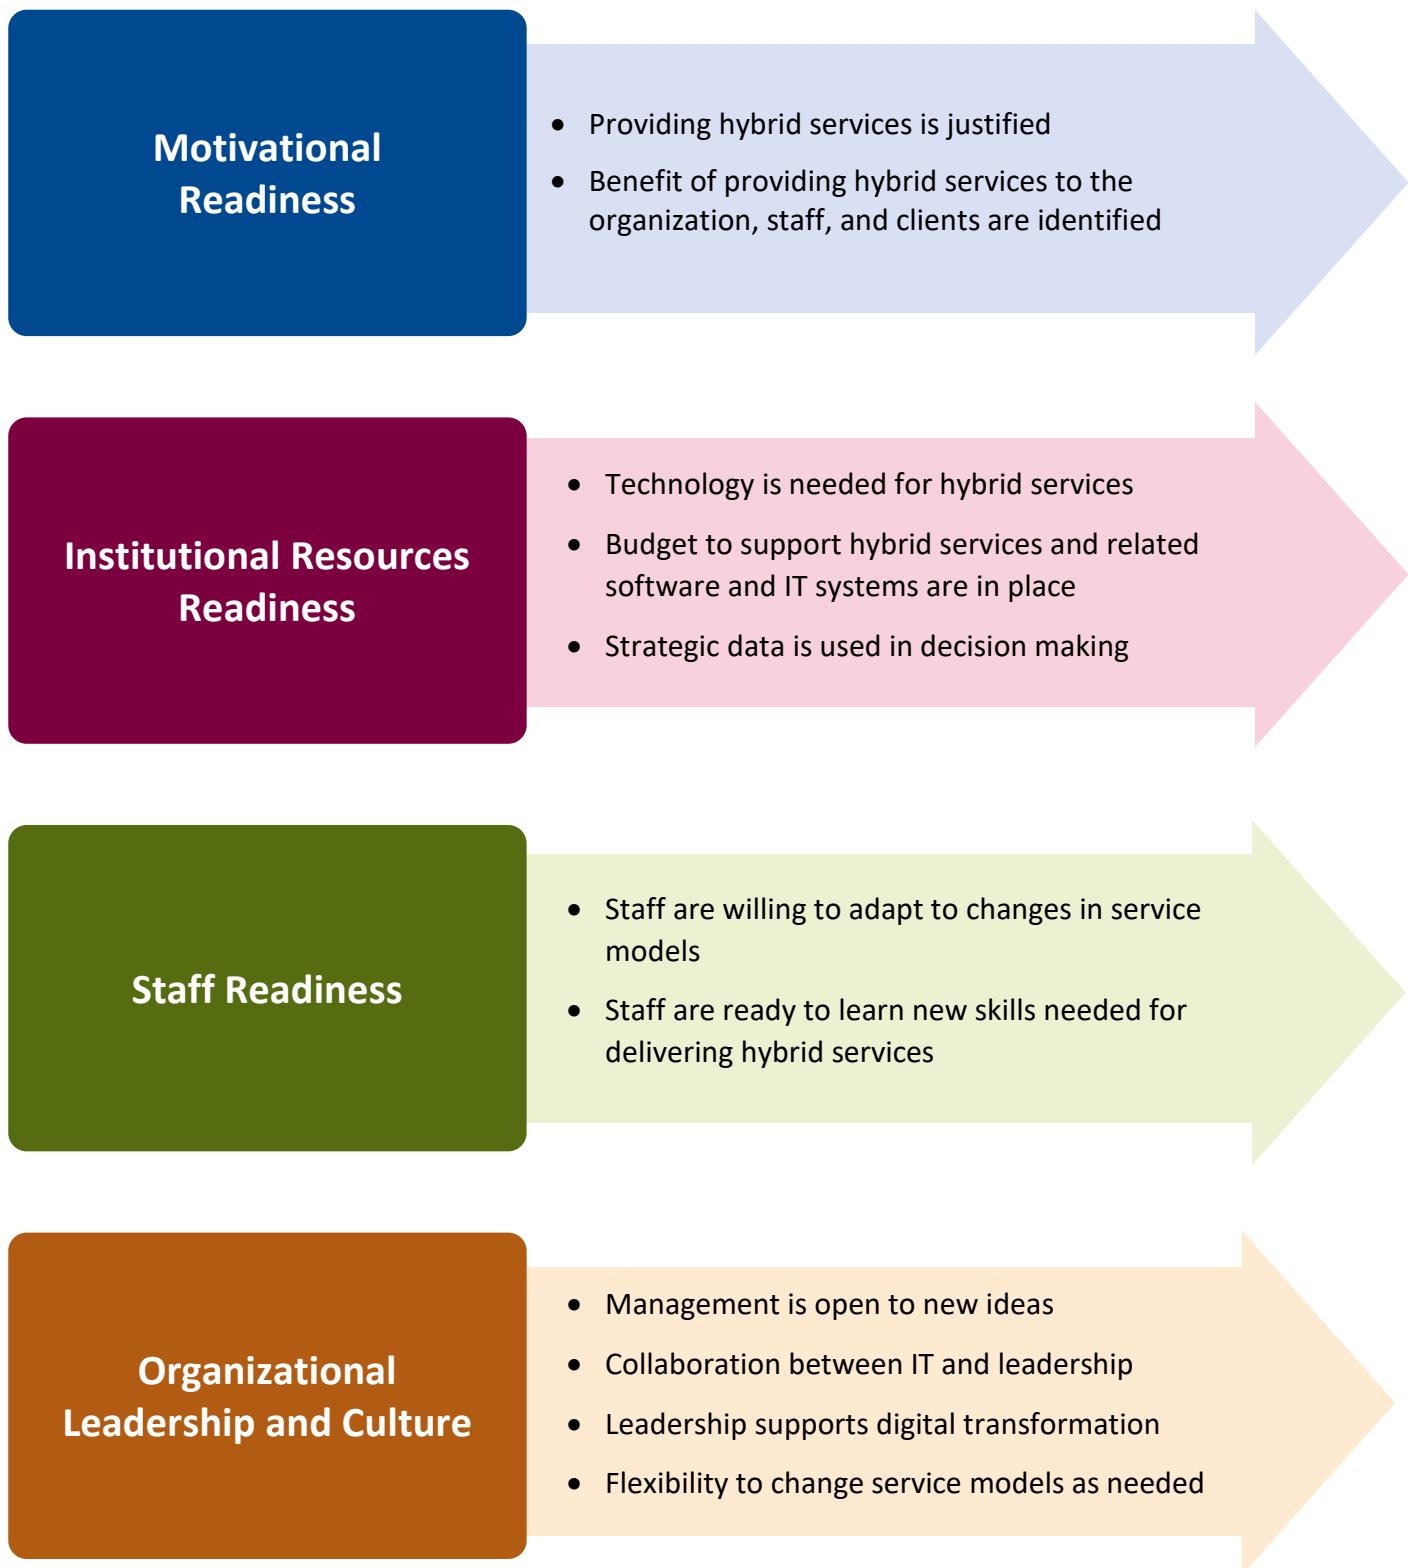 Motivational
Readiness
• Providing hybrid services is justified
• Benefit of providing hybrid services to the
organization, staff, and clients are identified
Institutional Resources
Readiness
• Technology is needed for hybrid services
• Budget to support hybrid services and related
software and IT systems are in place
• Strategic data is used in decision making
Staff Readiness
• Staff are willing to adapt to changes in service
models
• Staff are ready to learn new skills needed for
delivering hybrid services
Organizational
Leadership and Culture
• Management is open to new ideas
• Collaboration between IT and leadership
• Leadership supports digital transformation
• Flexibility to change service models as needed